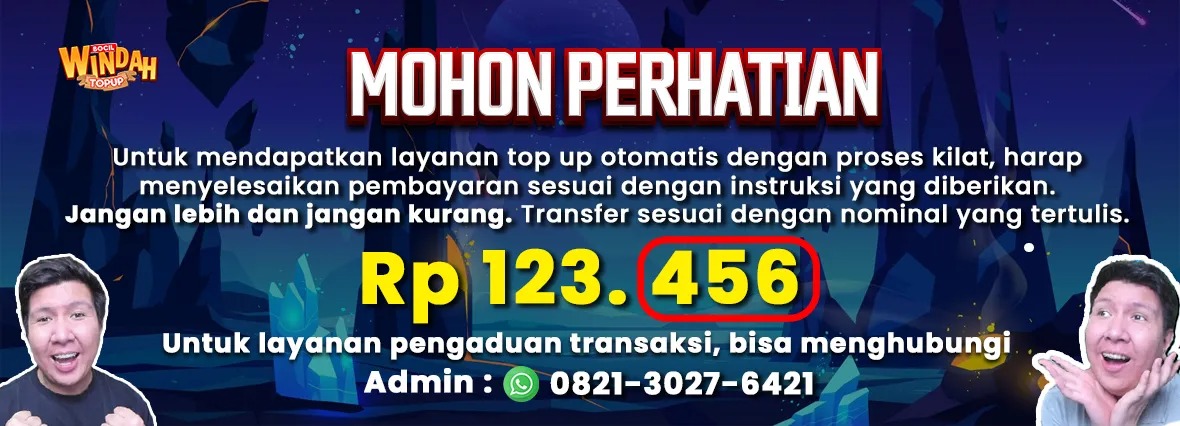 BOCIL
WINDAH
TOPUP
MOHON PERHATIAN
Untuk mendapatkan layanan top up otomatis dengan proses kilat, harap
menyelesaikan pembayaran sesuai dengan instruksi yang diberikan.
Jangan lebih dan jangan kurang. Transfer sesuai dengan nominal yang tertulis.
Rp 123. 456
Untuk layanan pengaduan transaksi, bisa menghubungi
Admin : 0821-3027-6421